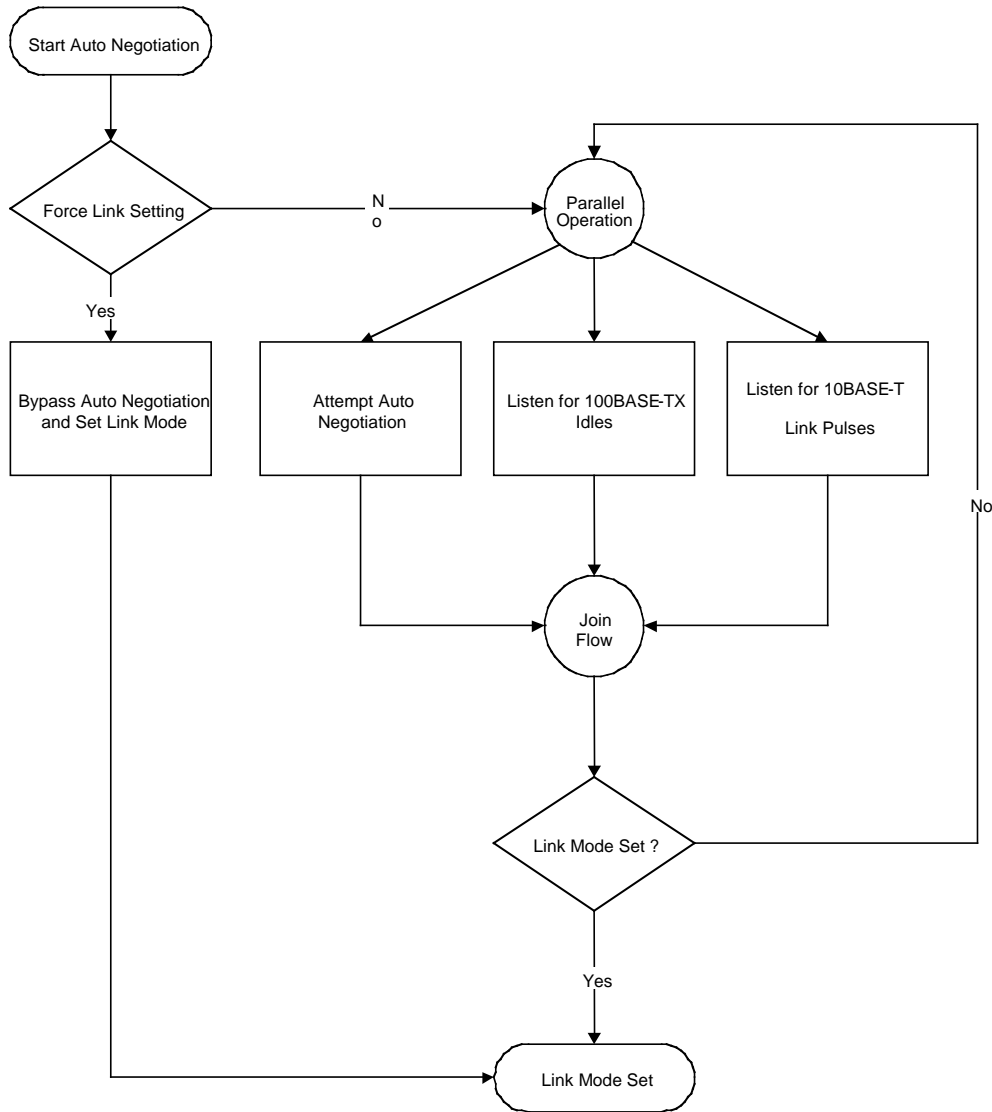 Start Auto Negotiation
Force Link Setting
N
o
Parallel
Operation
Yes
Bypass Auto Negotiation
and Set Link Mode
Attempt Auto
Negotiation
Listen for 100BASE-TX
Idles
Listen for 10BASE-T
Link Pulses
No
Join
Flow
Link Mode Set ?
Yes
Link Mode Set